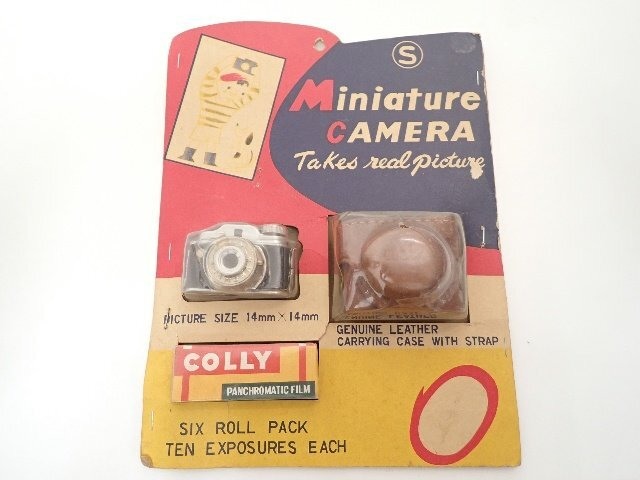 S
Miniature
CAMERA
Takes real picture
PICTURE SIZE 14mm × 14mm
GENUINE LEATHER
CARRYING CASE WITH STRAP
COLLY
PANCHROMATIC FILM
SIX ROLL PACK
TEN EXPOSURES EACH